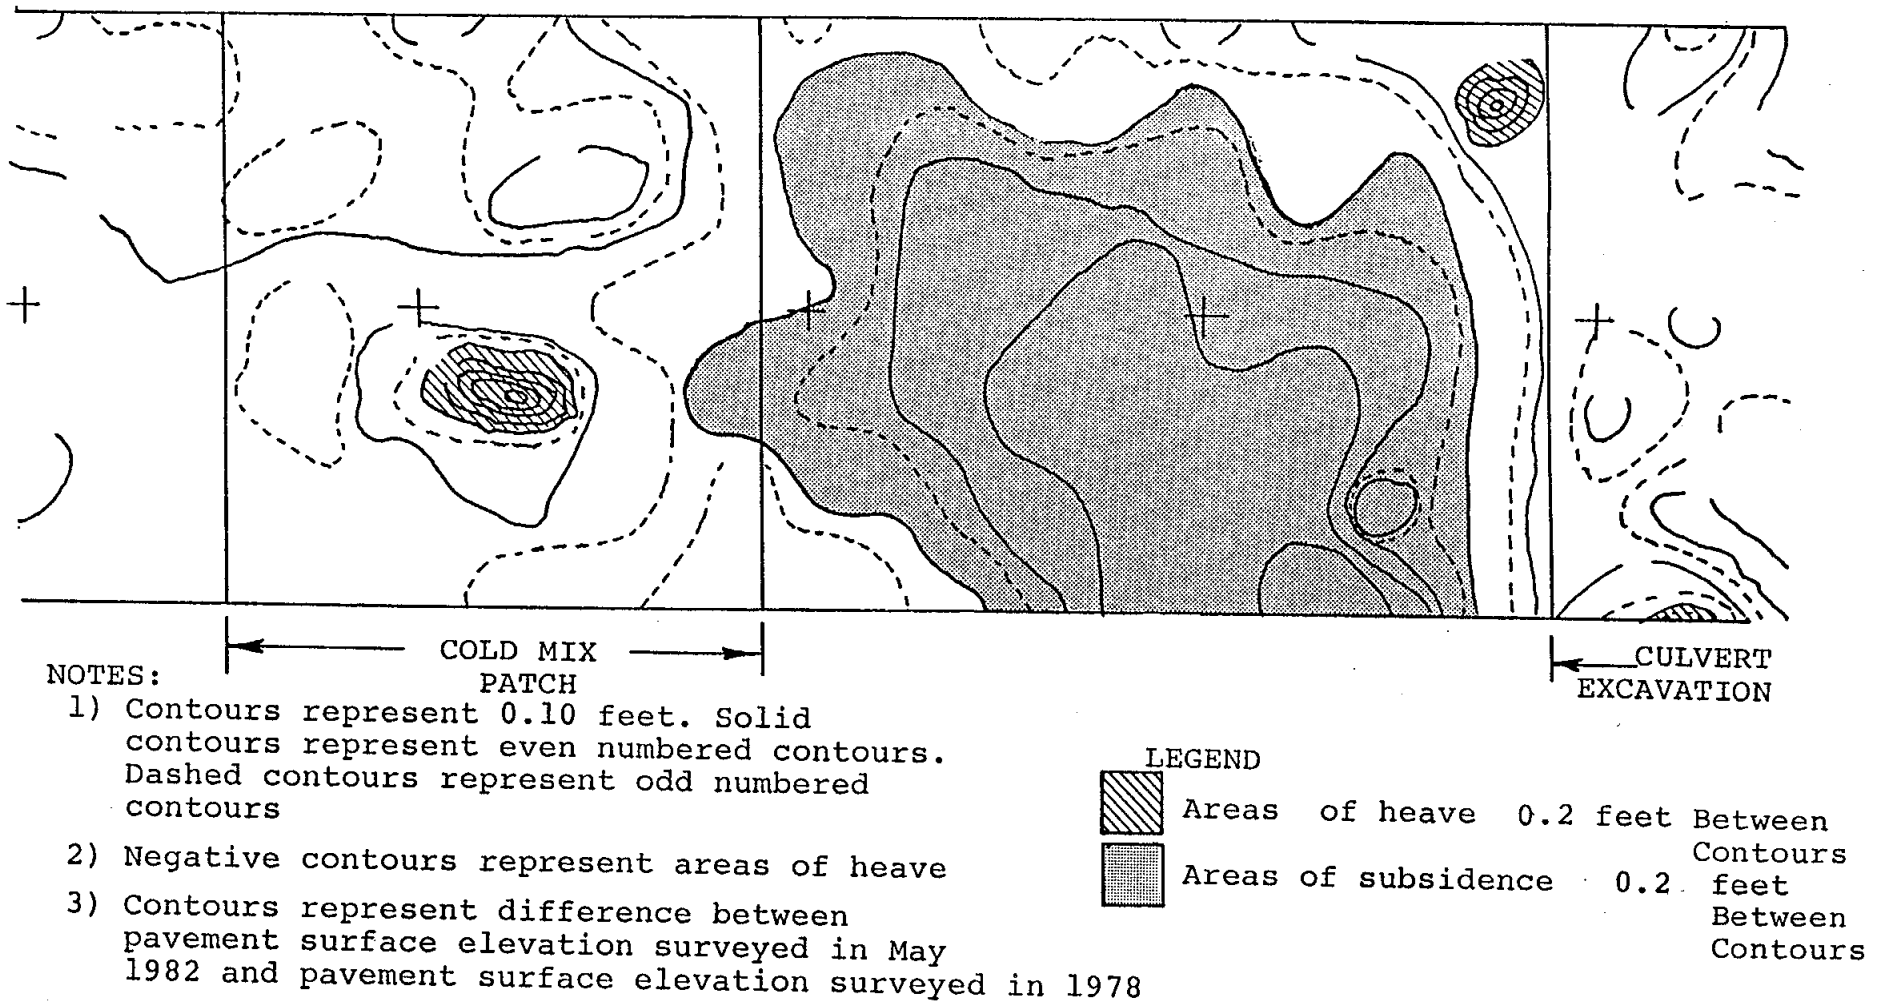 COLD MIX
PATCH
CULVERT
EXCAVATION
NOTES:
1) Contours represent 0.10 feet. Solid
contours represent even numbered contours.
Dashed contours represent odd numbered
contours
2) Negative contours represent areas of heave
3) Contours represent difference between
pavement surface elevation surveyed in May
1982 and pavement surface elevation surveyed in 1978
LEGEND
Areas of heave 0.2 feet Between
Contours
Areas of subsidence 0.2 feet
Between
Contours